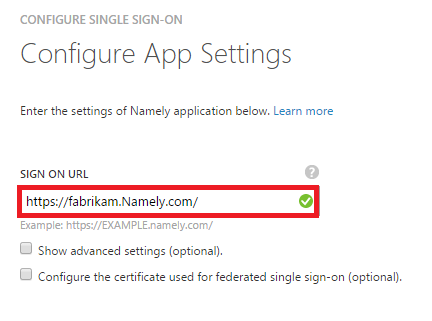 CONFIGURE SINGLE SIGN-ON
Configure App Settings
Enter the settings of Namely application below. Learn more
SIGN ON URL
?
https://fabrikam.Namely.com/
Example: https://EXAMPLE.namely.com/
Show advanced settings (optional).
Configure the certificate used for federated single sign-on (optional).